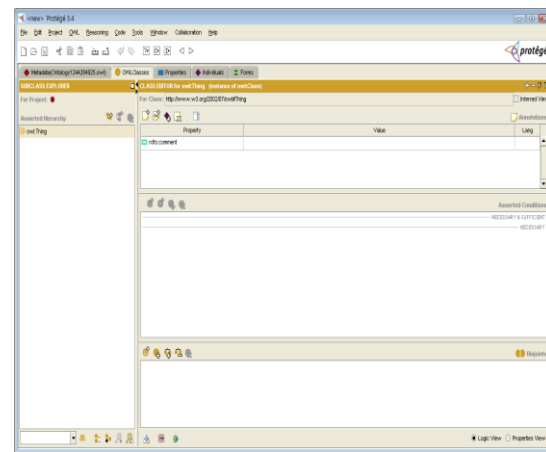 <new> Protégé 3.4
File Edit Project OWL Reasoning Code Tools Window Collaboration Help
protégé
Metadata(Ontology1244204925.owl) OWLClasses Properties Individuals Forms
SUBCLASS EXPLORER
CLASS EDITOR for owl:Thing (instance of owl:Class)
For Project:
For Class: http://www.w3.org/2002/07/owl#Thing
Inferred View
Asserted Hierarchy
Annotations
owl:Thing
Property Value Lang
rdfs:comment
Asserted Conditions
NECESSARY & SUFFICIENT
NECESSARY
Disjoints
Logic View Properties View